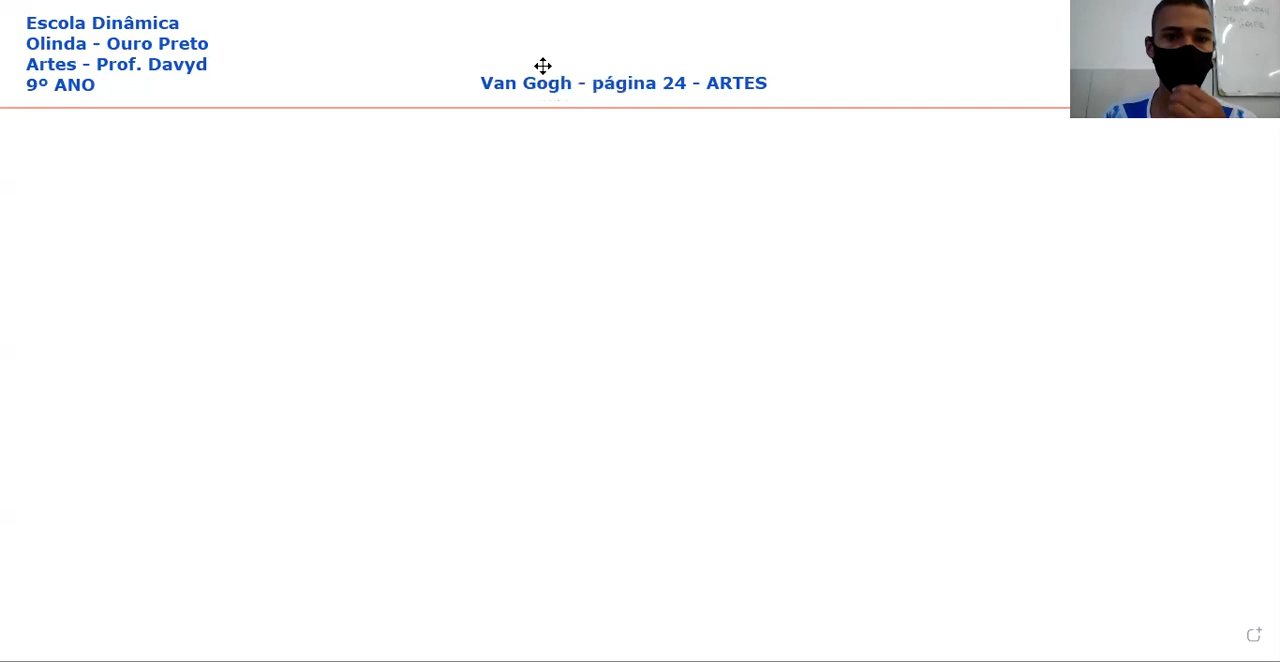 Escola Dinâmica
Olinda - Ouro Preto
Artes - Prof. Davyd
9º ANO
Van Gogh - página 24 - ARTES